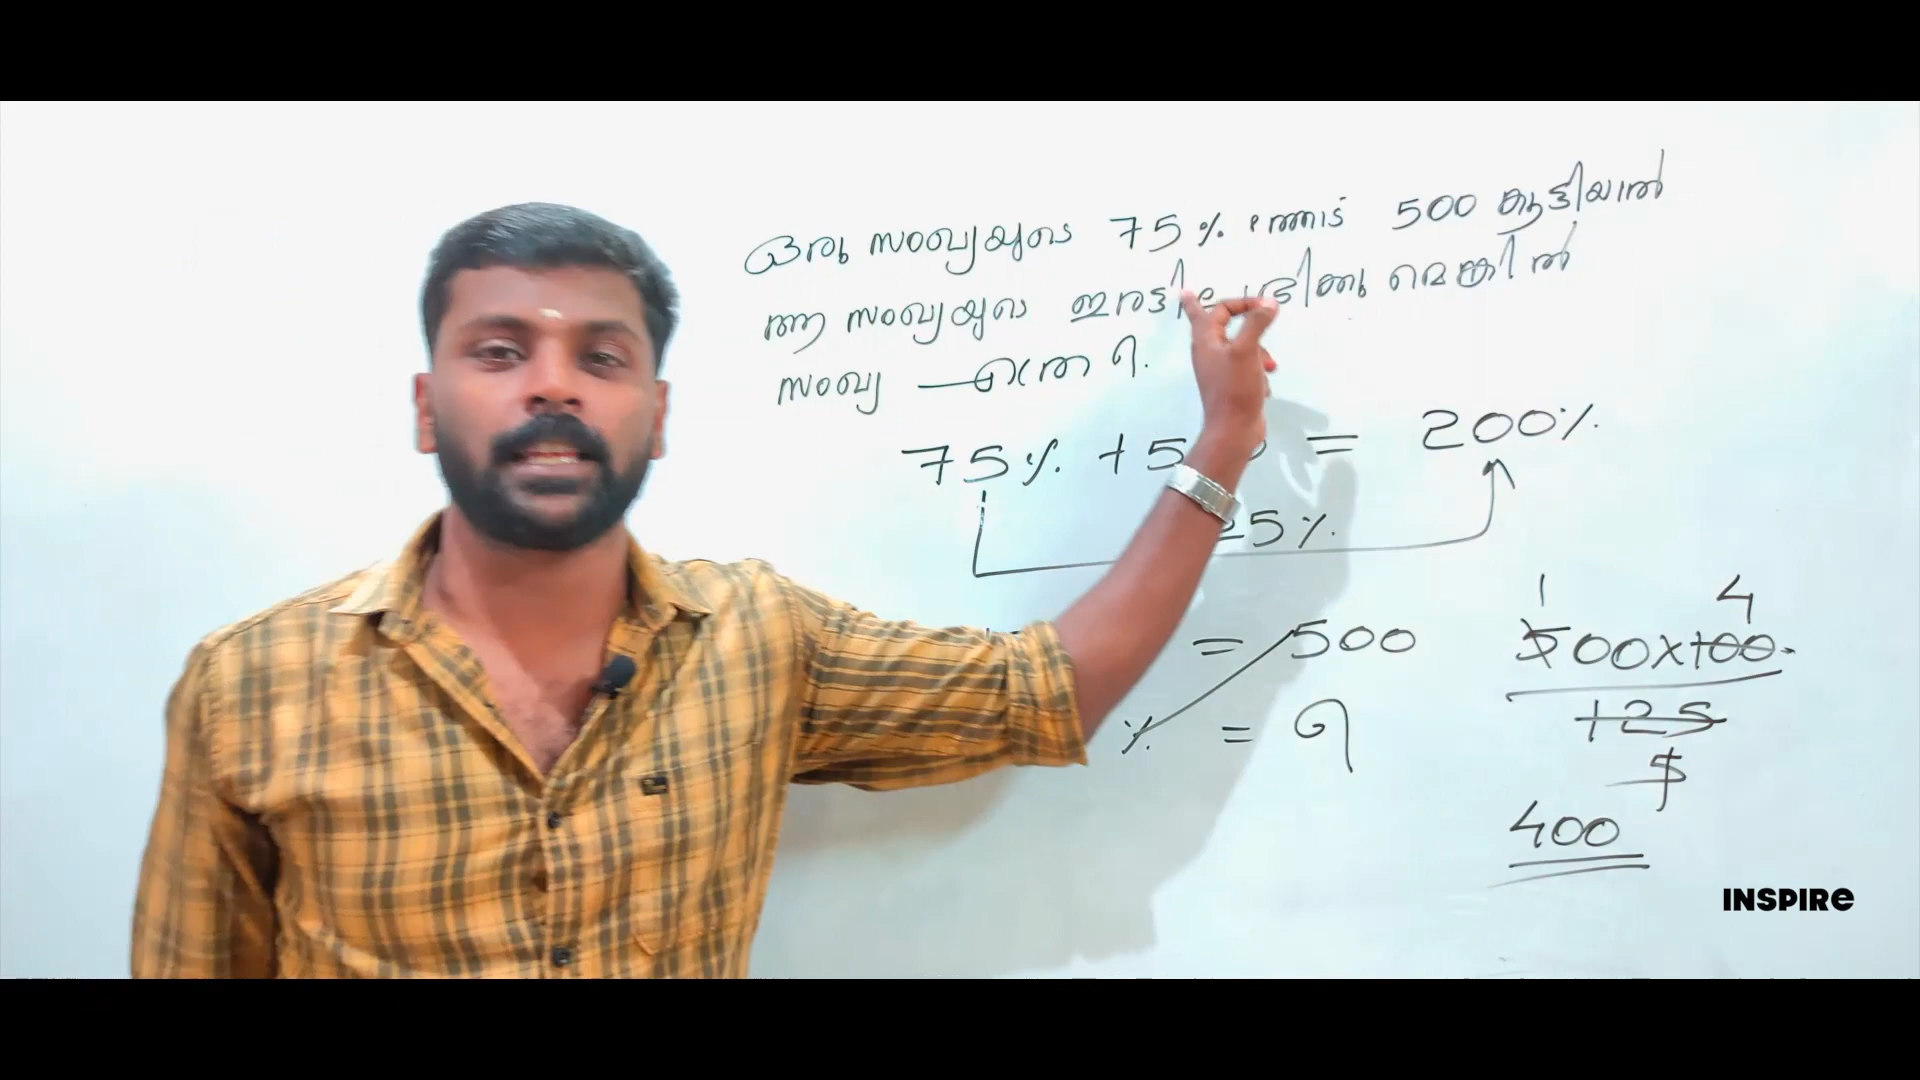 ഒരു സംഖ്യയുടെ 75% ത്തോട് 500 കൂട്ടിയാൽ
ആ സംഖ്യയുടെ ഇരട്ടി മെങ്കിൽ
സംഖ്യ എത്ര ?.
75% + 5 = 200%
25%
= 500
% = ?
1 4
500x100
125
5
400
INSPIRe